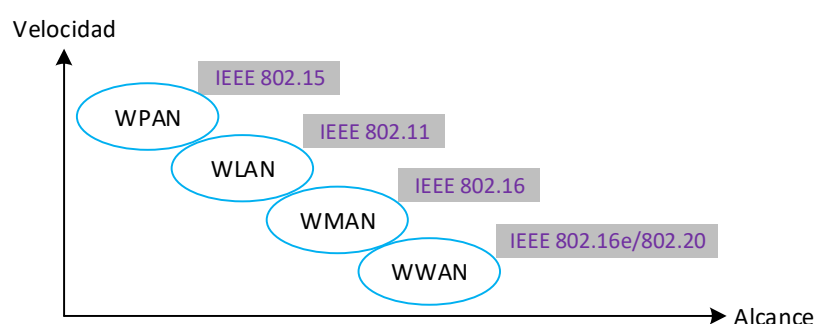 Velocidad
IEEE 802.15
WPAN
IEEE 802.11
WLAN
IEEE 802.16
WMAN
IEEE 802.16e/802.20
WWAN
Alcance